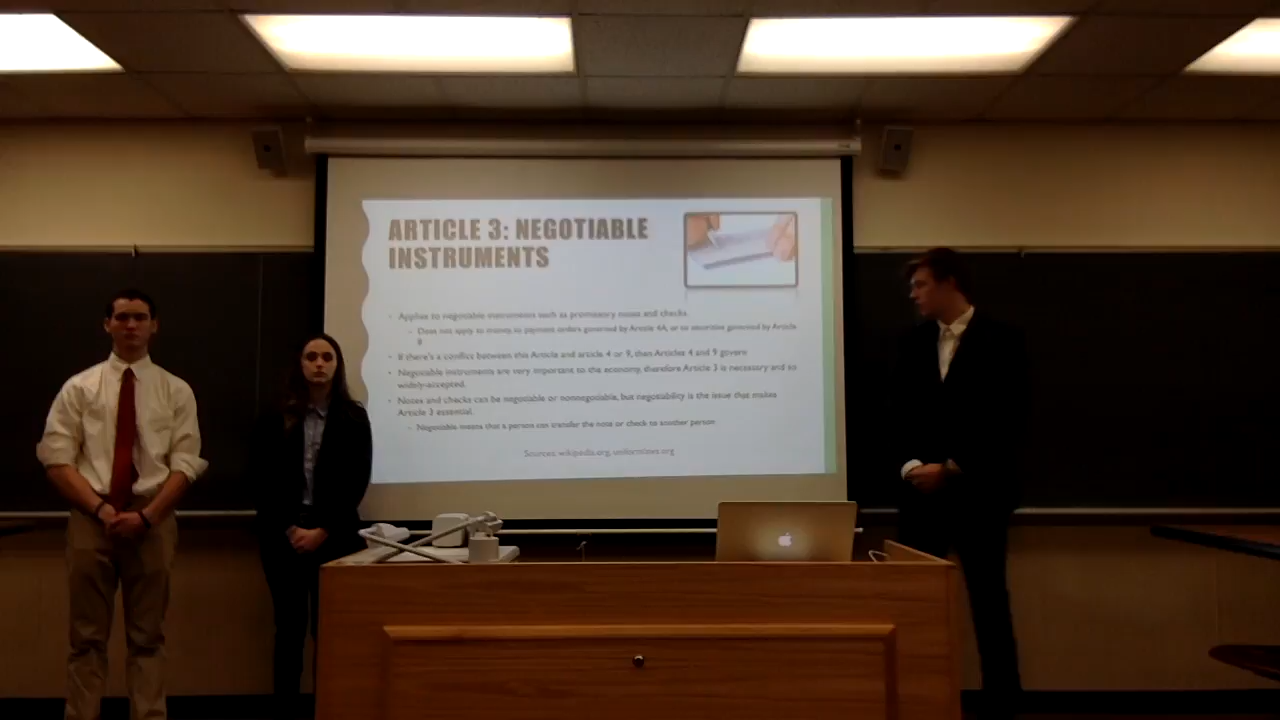 ARTICLE 3: NEGOTIABLE
INSTRUMENTS
Applies to negotiable instruments such as promissory notes and checks.
Does not apply to money, to payment orders governed by Article 4A, or to securities governed by Article
8
If there's a conflict between this Article and article 4 or 9, then Articles 4 and 9 govern
Negotiable instruments are very important to the economy, therefore Article 3 is necessary and so
widely-accepted.
Notes and checks can be negotiable or nonnegotiable, but negotiability is the issue that makes
Article 3 essential.
Negotiable means that a person can transfer the note or check to another person
Sources: wikipedia.org, uniformlaws.org